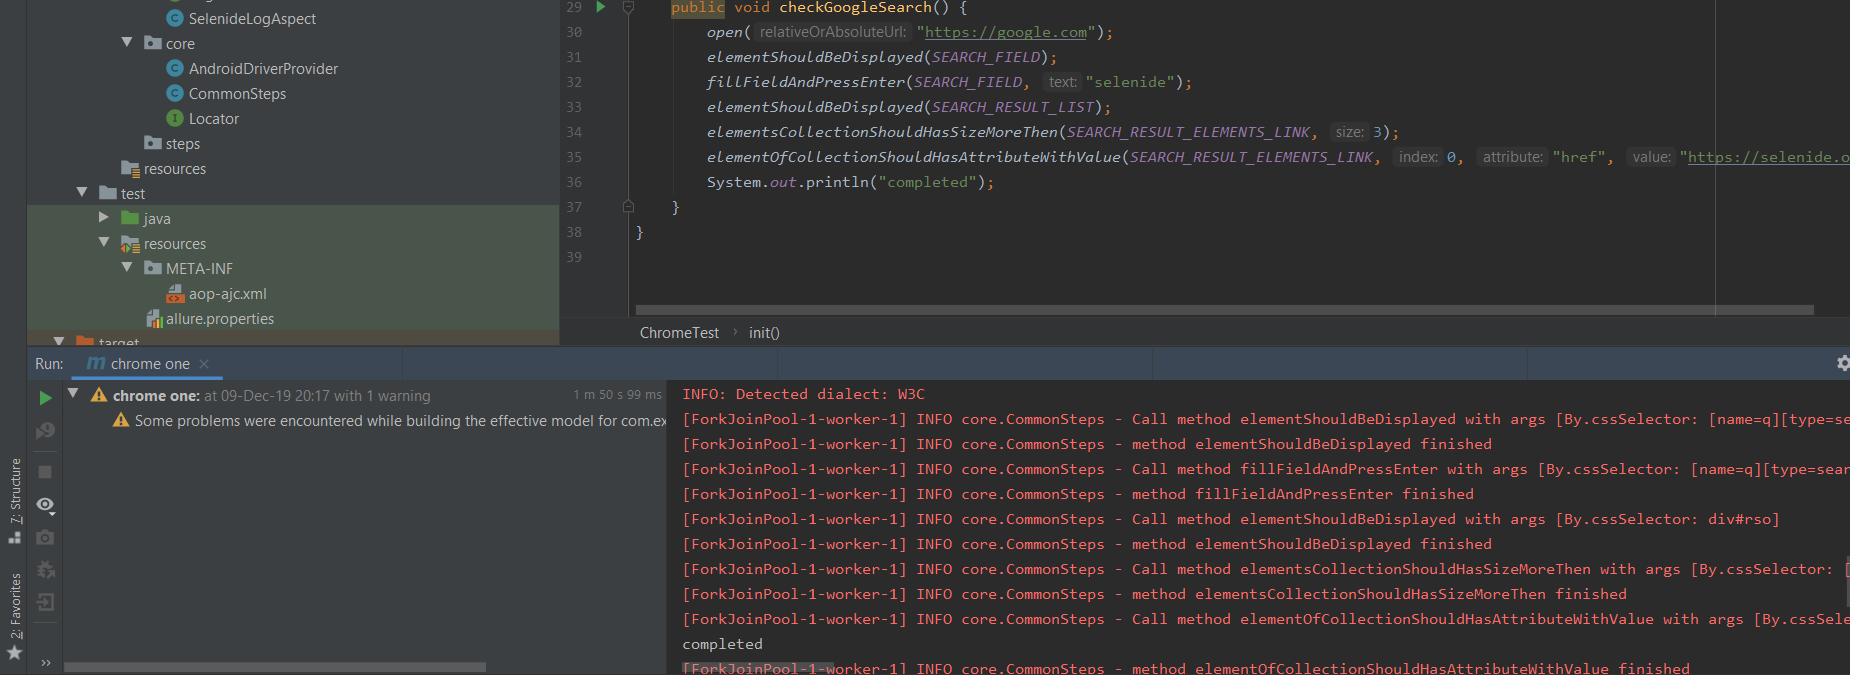 SelenideLogAspect
core
AndroidDriverProvider
CommonSteps
Locator
steps
resources
test
java
resources
META-INF
aop-ajc.xml
allure.properties
target
29 public void checkGoogleSearch() {
30 open( relativeOrAbsoluteUrl: "https://google.com");
31 elementShouldBeDisplayed(SEARCH_FIELD);
32 fillFieldAndPressEnter(SEARCH_FIELD, text: "selenide");
33 elementShouldBeDisplayed(SEARCH_RESULT_LIST);
34 elementsCollectionShouldHasSizeMoreThen(SEARCH_RESULT_ELEMENTS_LINK, size: 3);
35 elementOfCollectionShouldHasAttributeWithValue(SEARCH_RESULT_ELEMENTS_LINK, index: 0, attribute: "href", value: "https://selenide.o
36 System.out.println("completed");
37 }
38 }
39
ChromeTest › init()
Run: m chrome one ×
chrome one: at 09-Dec-19 20:17 with 1 warning 1 m 50 s 99 ms
Some problems were encountered while building the effective model for com.ex
INFO: Detected dialect: W3C
[ForkJoinPool-1-worker-1] INFO core.CommonSteps - Call method elementShouldBeDisplayed with args [By.cssSelector: [name=q][type=se
[ForkJoinPool-1-worker-1] INFO core.CommonSteps - method elementShouldBeDisplayed finished
[ForkJoinPool-1-worker-1] INFO core.CommonSteps - Call method fillFieldAndPressEnter with args [By.cssSelector: [name=q][type=sear
[ForkJoinPool-1-worker-1] INFO core.CommonSteps - method fillFieldAndPressEnter finished
[ForkJoinPool-1-worker-1] INFO core.CommonSteps - Call method elementShouldBeDisplayed with args [By.cssSelector: div#rso]
[ForkJoinPool-1-worker-1] INFO core.CommonSteps - method elementShouldBeDisplayed finished
[ForkJoinPool-1-worker-1] INFO core.CommonSteps - Call method elementsCollectionShouldHasSizeMoreThen with args [By.cssSelector: [
[ForkJoinPool-1-worker-1] INFO core.CommonSteps - method elementsCollectionShouldHasSizeMoreThen finished
[ForkJoinPool-1-worker-1] INFO core.CommonSteps - Call method elementOfCollectionShouldHasAttributeWithValue with args [By.cssSele
completed
[ForkJoinPool-1-worker-1] INFO core.CommonSteps - method elementOfCollectionShouldHasAttributeWithValue finished
7: Structure
2: Favorites